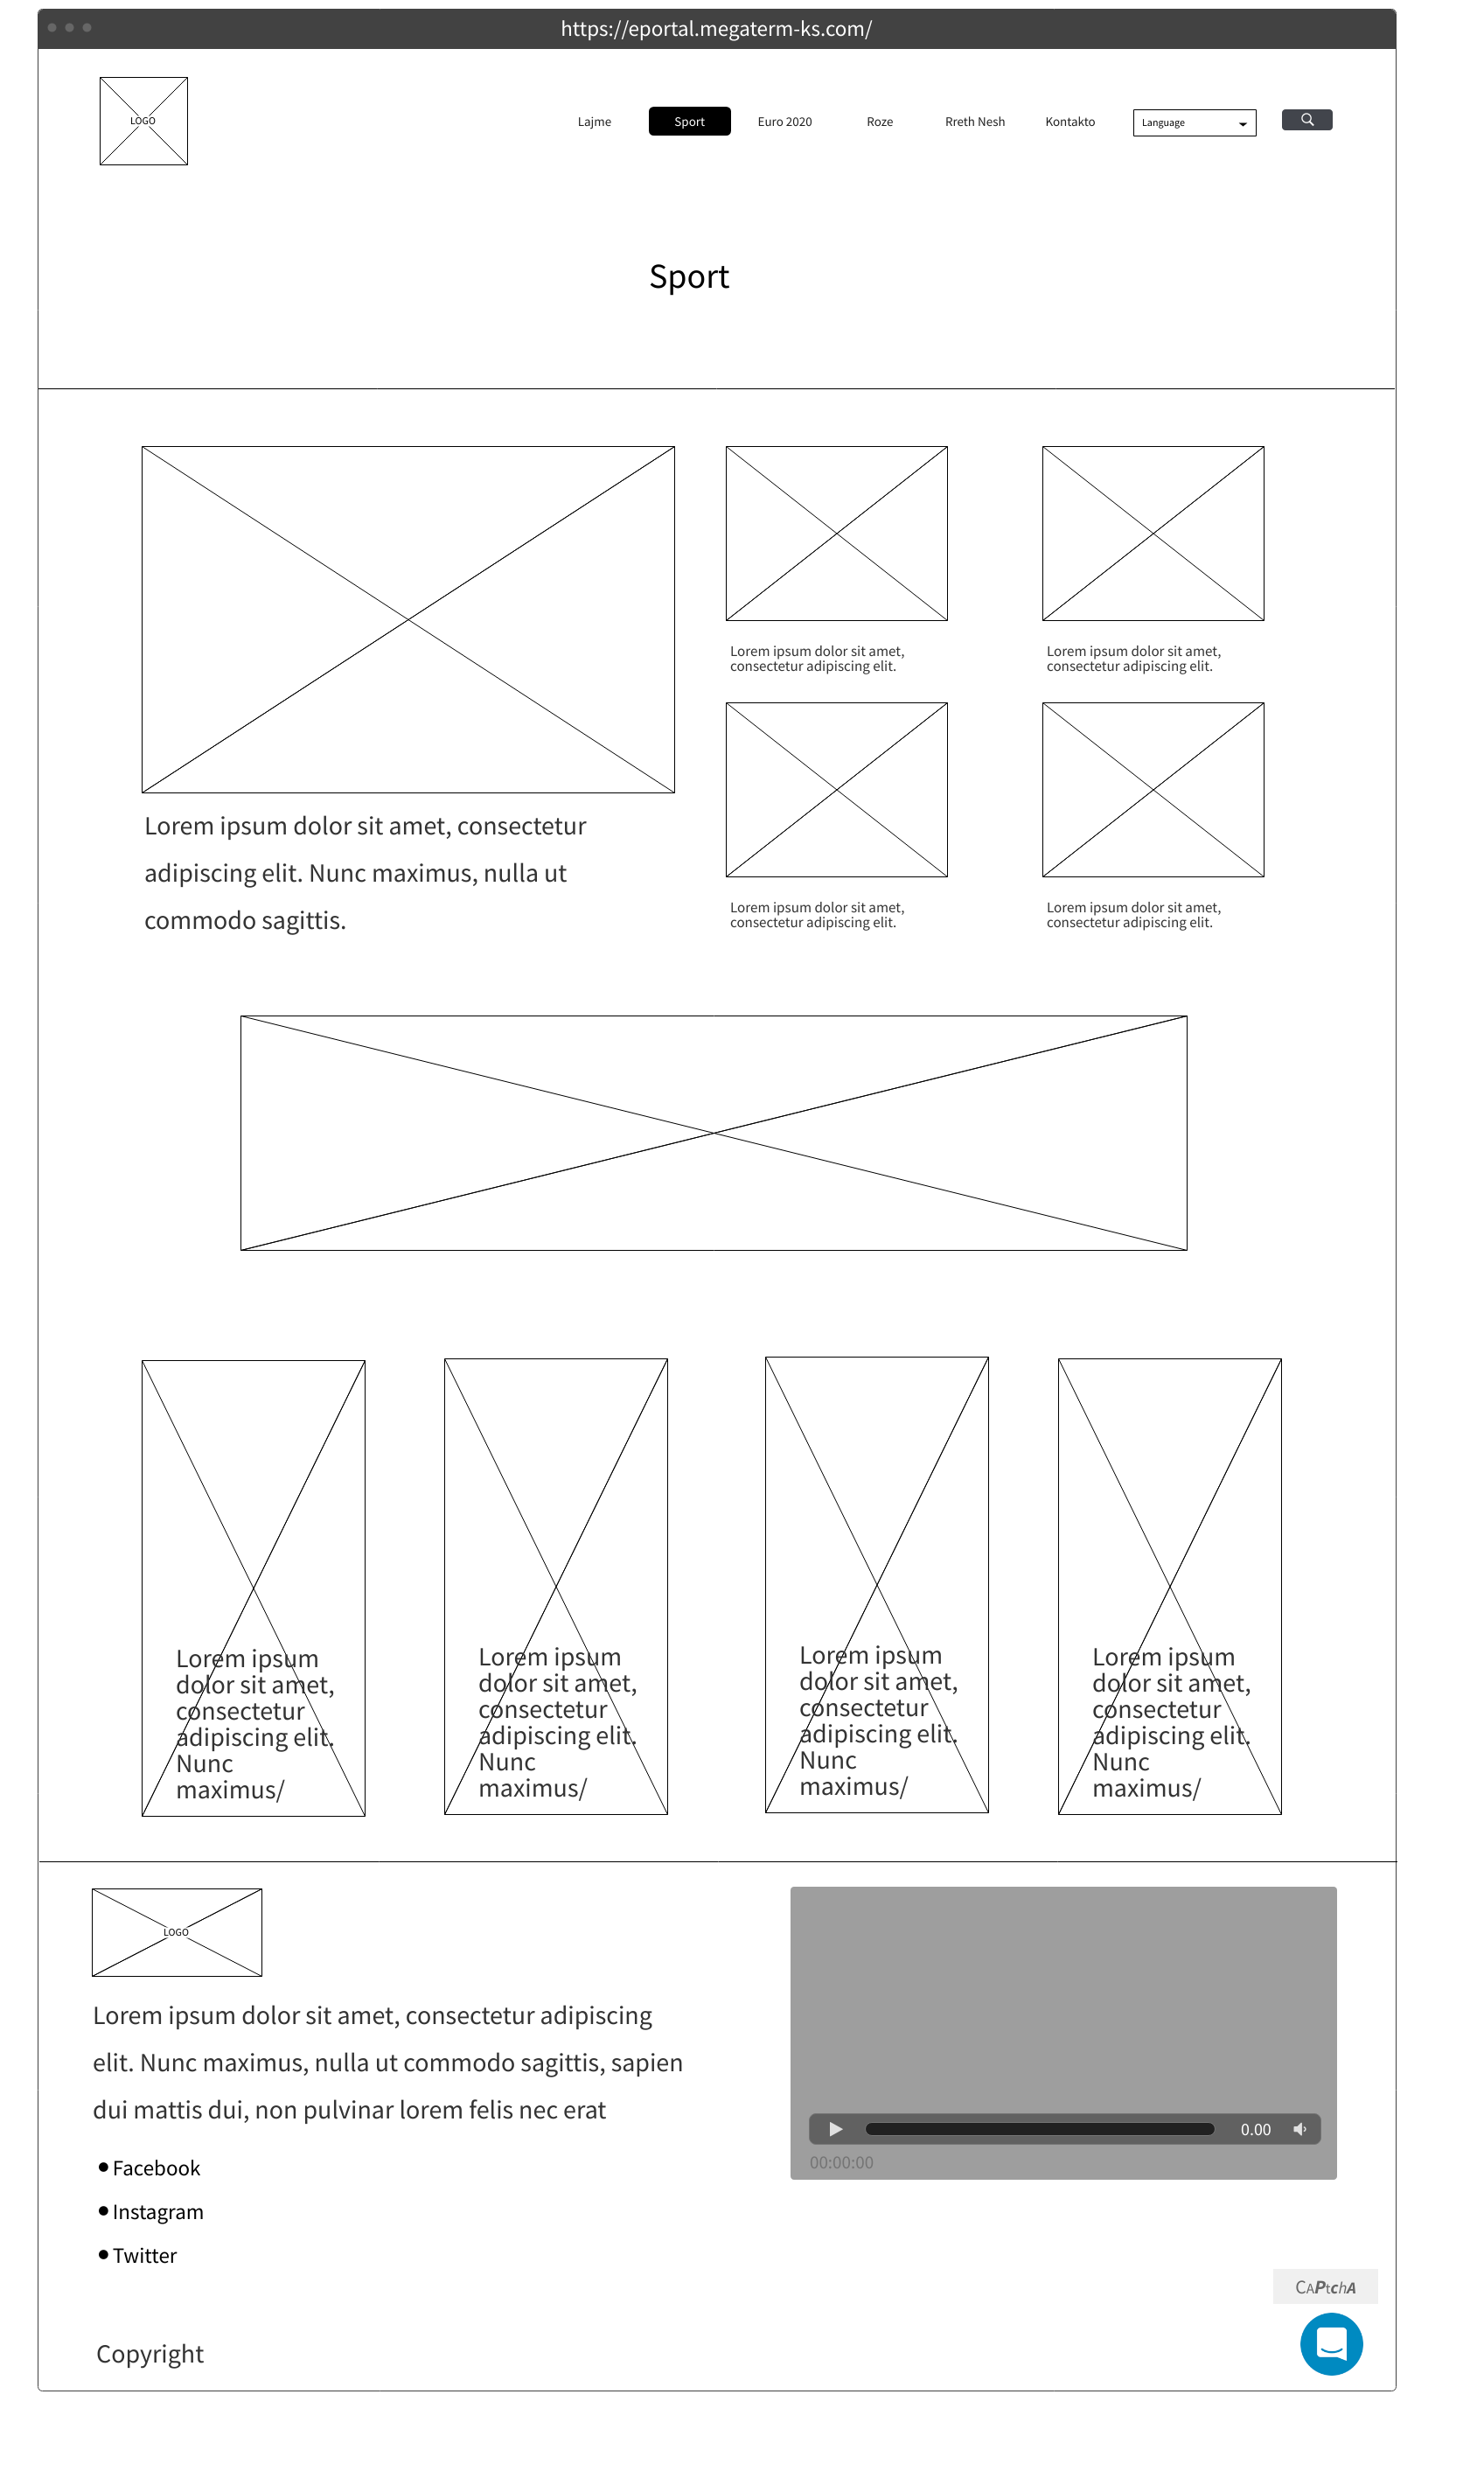 https://eportal.megaterm-ks.com/
LOGO
Lajme
Sport
Euro 2020
Roze
Rreth Nesh
Kontakto
Language
Sport
Lorem ipsum dolor sit amet, consectetur
adipiscing elit. Nunc maximus, nulla ut
commodo sagittis.
Lorem ipsum dolor sit amet,
consectetur adipiscing elit.
Lorem ipsum dolor sit amet,
consectetur adipiscing elit.
Lorem ipsum dolor sit amet,
consectetur adipiscing elit.
Lorem ipsum dolor sit amet,
consectetur adipiscing elit.
Lorem ipsum
dolor sit amet,
consectetur
adipiscing elit.
Nunc
maximus/
Lorem ipsum
dolor sit amet,
consectetur
adipiscing elit.
Nunc
maximus/
Lorem ipsum
dolor sit amet,
consectetur
adipiscing elit.
Nunc
maximus/
Lorem ipsum
dolor sit amet,
consectetur
adipiscing elit.
Nunc
maximus/
LOGO
Lorem ipsum dolor sit amet, consectetur adipiscing
elit. Nunc maximus, nulla ut commodo sagittis, sapien
dui mattis dui, non pulvinar lorem felis nec erat
Facebook
Instagram
Twitter
0.00
00:00:00
CAPtchA
Copyright